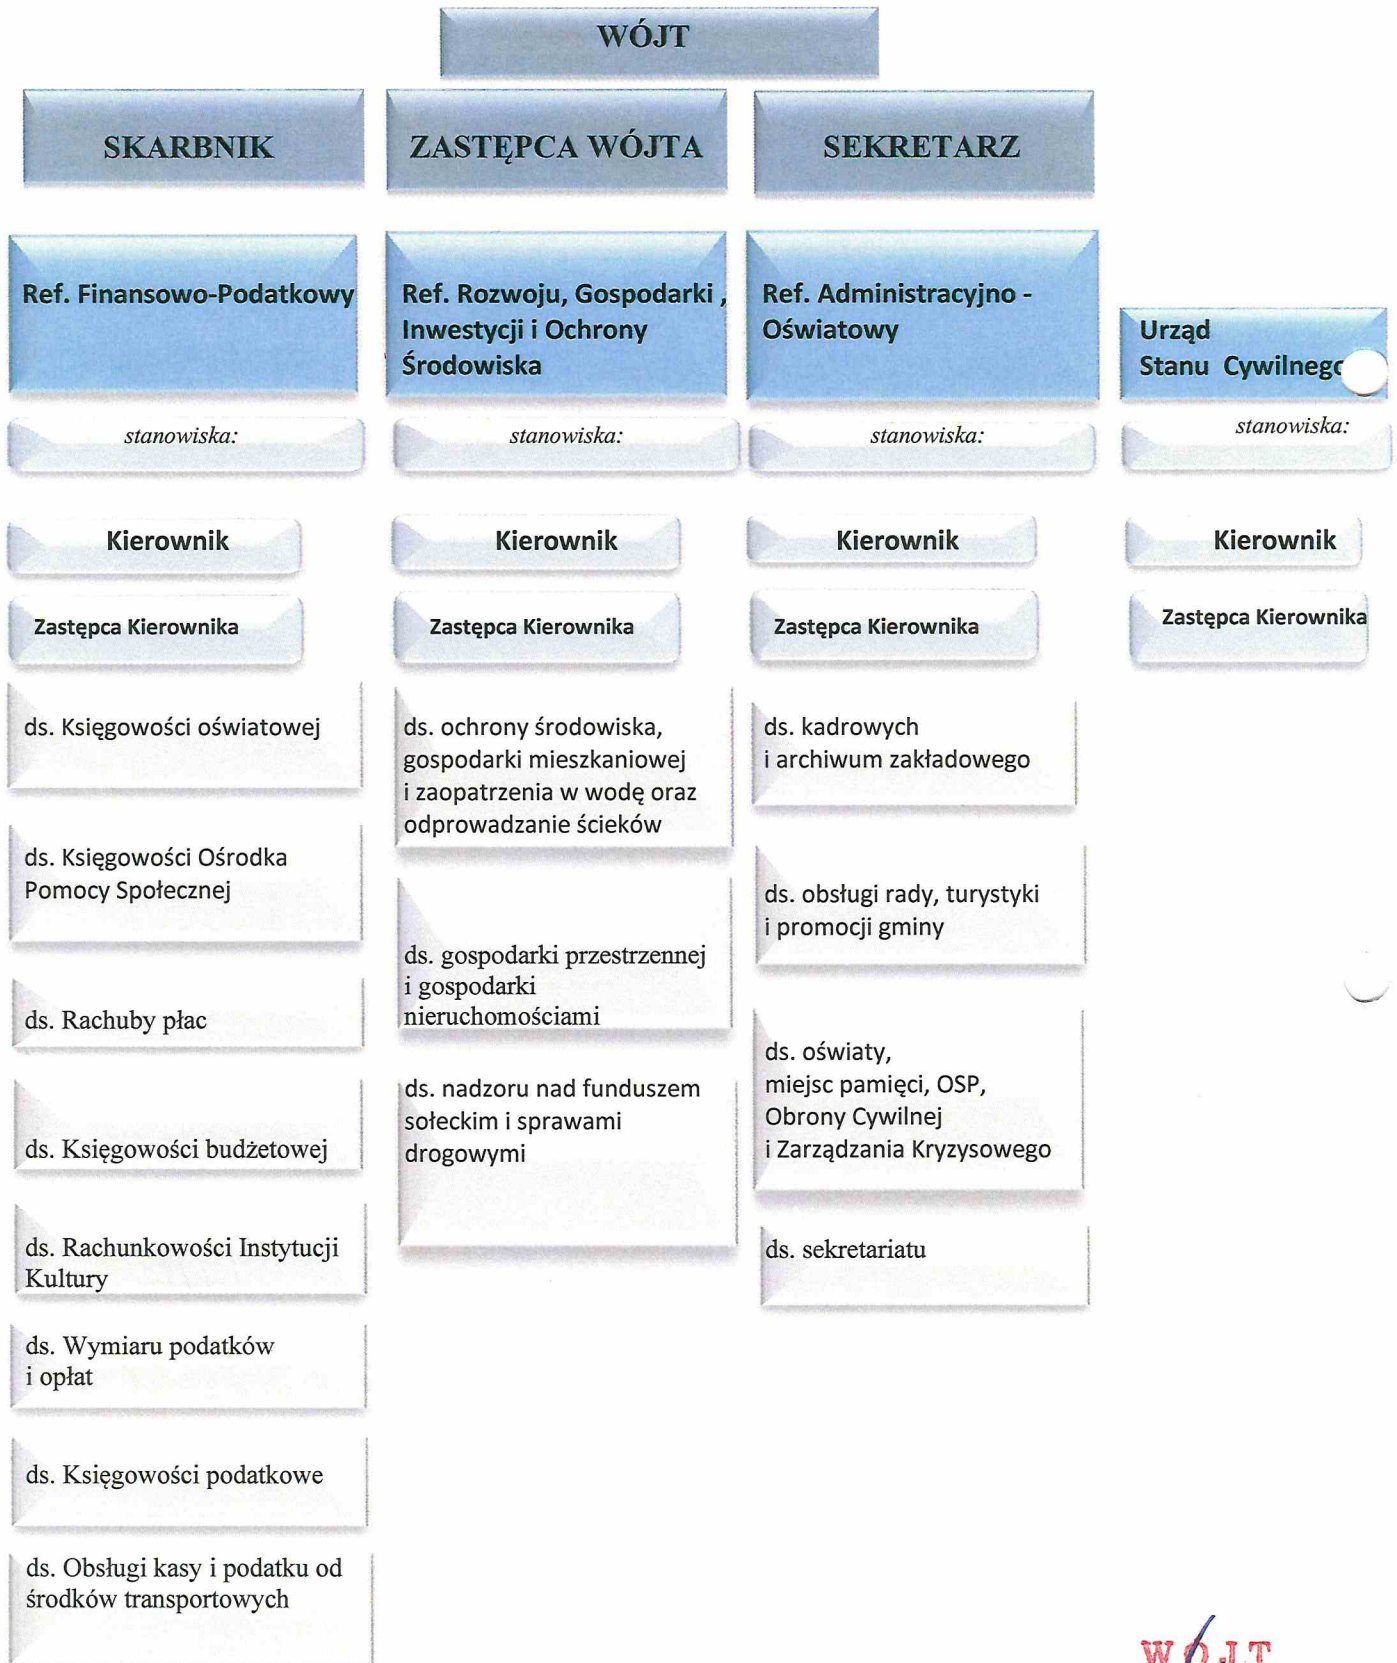 WÓJT
SKARBNIK
ZASTĘPCA WÓJTA
SEKRETARZ
Ref. Finansowo-Podatkowy
Ref. Rozwoju, Gospodarki ,
Inwestycji i Ochrony
Środowiska
Ref. Administracyjno -
Oświatowy
Urząd
Stanu Cywilnego
stanowiska:
stanowiska:
stanowiska:
stanowiska:
Kierownik
Kierownik
Kierownik
Kierownik
Zastępca Kierownika
Zastępca Kierownika
Zastępca Kierownika
Zastępca Kierownika
ds. Księgowości oświatowej
ds. Księgowości Ośrodka
Pomocy Społecznej
ds. Rachuby płac
ds. Księgowości budżetowej
ds. Rachunkowości Instytucji
Kultury
ds. Wymiaru podatków
i opłat
ds. Księgowości podatkowe
ds. Obsługi kasy i podatku od
środków transportowych
ds. ochrony środowiska,
gospodarki mieszkaniowej
i zaopatrzenia w wodę oraz
odprowadzanie ścieków
ds. gospodarki przestrzennej
i gospodarki
nieruchomościami
ds. nadzoru nad funduszem
sołeckim i sprawami
drogowymi
ds. kadrowych
i archiwum zakładowego
ds. obsługi rady, turystyki
i promocji gminy
ds. oświaty,
miejsc pamięci, OSP,
Obrony Cywilnej
i Zarządzania Kryzysowego
ds. sekretariatu
WÓJT